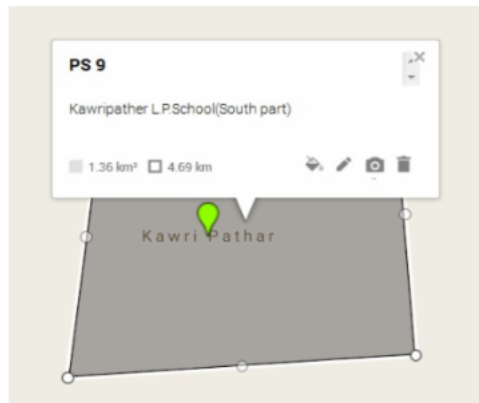 PS 9
Kawripather L.P.School(South part)
1.36 km² 4.69 km
Kawri Pathar